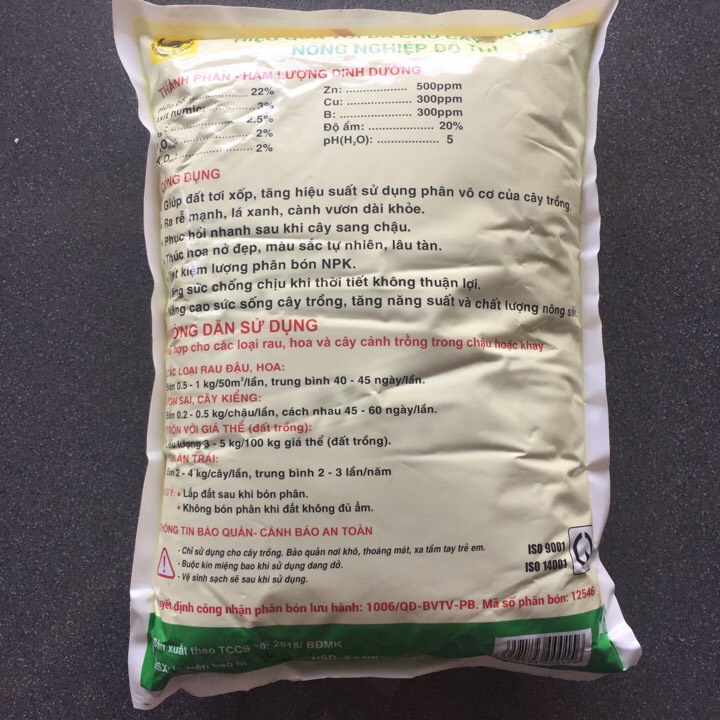 NÔNG NGHIỆP ĐÔ THỊ
THÀNH PHẦN - HÀM LƯỢNG DINH DƯỠNG
22%
humic: 3%
2.5%
2%
2%
Zn: 500ppm
Cu: 300ppm
B: 300ppm
Độ ẩm: 20%
pH(H₂O): 5
CÔNG DỤNG
Giúp đất tơi xốp, tăng hiệu suất sử dụng phân vô cơ của cây trồng.
Ra rễ mạnh, lá xanh, cành vươn dài khỏe.
Phục hồi nhanh sau khi cây sang chậu.
Thúc hoa nở đẹp, màu sắc tự nhiên, lâu tàn.
kiệm lượng phân bón NPK.
sức chống chịu khi thời tiết không thuận lợi.
Nâng cao sức sống cây trồng, tăng năng suất và chất lượng nông sản
DẪN SỬ DỤNG
hợp cho các loại rau, hoa và cây cảnh trồng trong chậu hoặc khay
CÁC LOẠI RAU ĐẬU, HOA:
0.5 - 1 kg/50m²/lần, trung bình 40 - 45 ngày/lần.
SAI, CÂY KIỂNG:
Bón 0.2 - 0.5 kg/chậu/lần, cách nhau 45 - 60 ngày/lần.
TRỘN VỚI GIÁ THỂ (đất trồng):
lượng 3 - 5 kg/100 kg giá thể (đất trồng).
ĂN TRÁI:
2 - 4 kg/cây/lần, trung bình 2 - 3 lần/năm
Ý: • Lấp đất sau khi bón phân.
• Không bón phân khi đất không đủ ẩm.
THÔNG TIN BẢO QUẢN- CẢNH BÁO AN TOÀN
- Chỉ sử dụng cho cây trồng. Bảo quản nơi khô, thoáng mát, xa tầm tay trẻ em.
- Buộc kín miệng bao khi sử dụng dang dở.
- Vệ sinh sạch sẽ sau khi sử dụng.
ISO 9001
ISO 14001
định công nhận phân bón lưu hành: 1006/QĐ-BVTV-PB. Mã số phân bón: 12546
Sản xuất theo TCCS 2018/ BĐMK